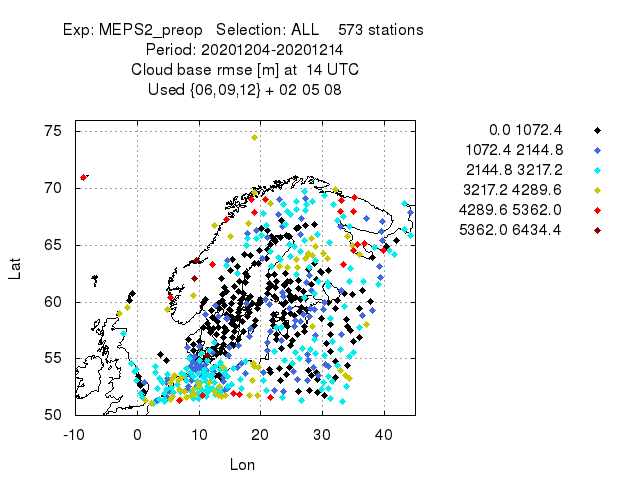 Exp: MEPS2_preop   Selection: ALL    573 stations
Period: 20201204-20201214
Cloud base rmse [m] at  14 UTC
Used {06,09,12} + 02 05 08
0.0 1072.4
1072.4 2144.8
2144.8 3217.2
3217.2 4289.6
4289.6 5362.0
5362.0 6434.4
75
70
65
60
55
50
Lat
-10 0 10 20 30 40
Lon